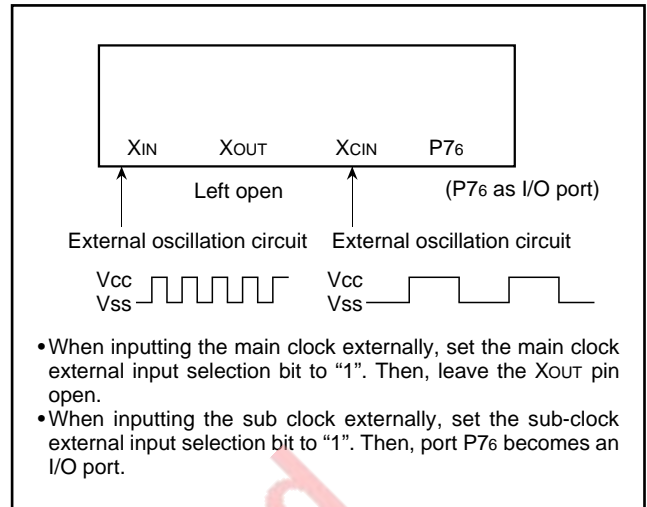 XIN XOUT XCIN P76
Left open (P76 as I/O port)
External oscillation circuit External oscillation circuit
Vcc Vcc
Vss Vss
•When inputting the main clock externally, set the main clock
external input selection bit to “1”. Then, leave the XOUT pin
open.
•When inputting the sub clock externally, set the sub-clock
external input selection bit to “1”. Then, port P76 becomes an
I/O port.